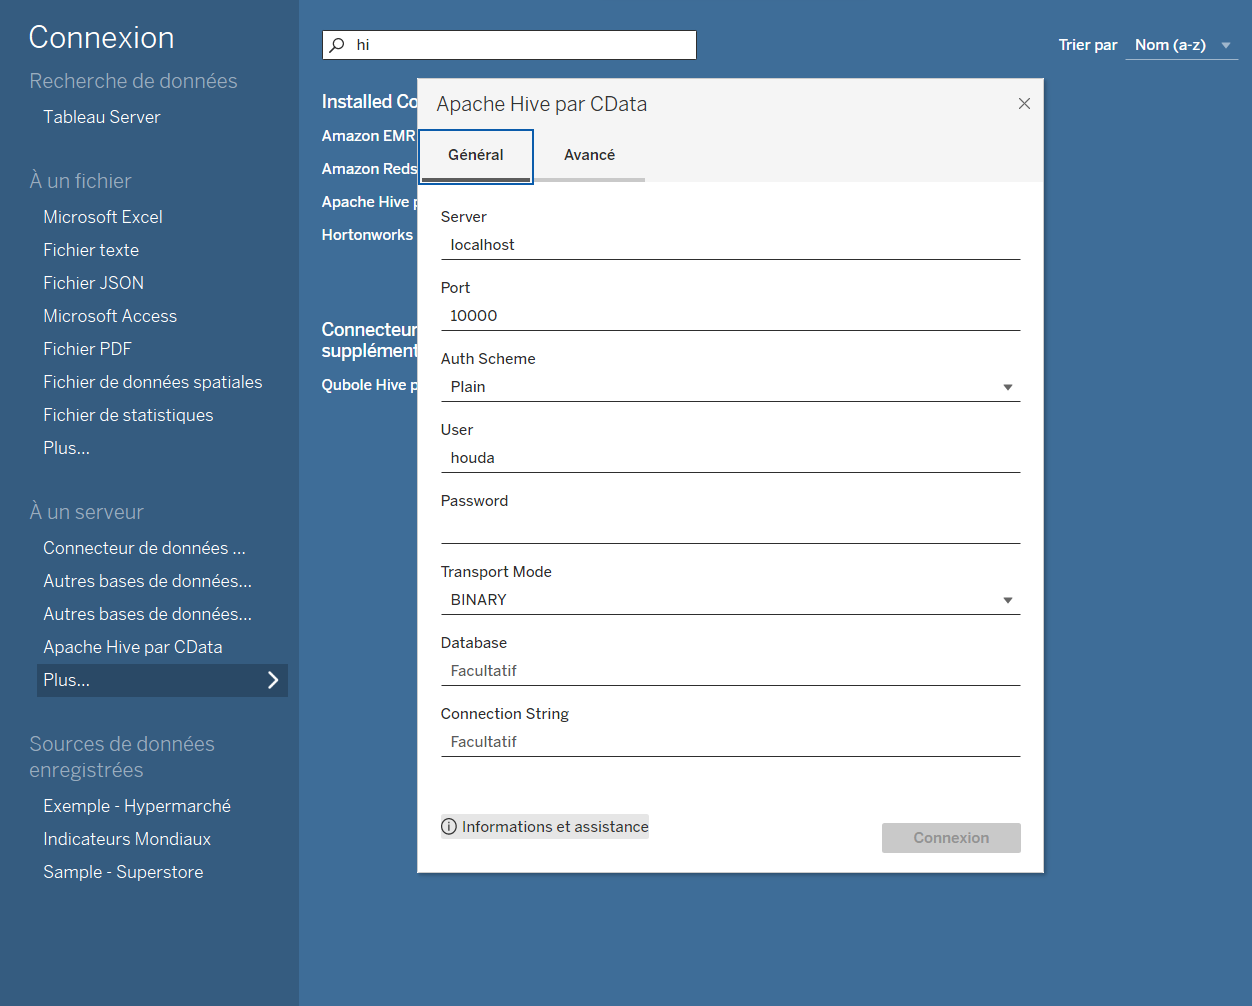 Connexion
Recherche de données
Tableau Server
À un fichier
Microsoft Excel
Fichier texte
Fichier JSON
Microsoft Access
Fichier PDF
Fichier de données spatiales
Fichier de statistiques
Plus...
À un serveur
Connecteur de données ...
Autres bases de données...
Autres bases de données...
Apache Hive par CData
Plus...
Sources de données
enregistrées
Exemple - Hypermarché
Indicateurs Mondiaux
Sample - Superstore
hi
Trier par Nom (a-z)
Installed Co
Amazon EMR
Amazon Reds
Apache Hive p
Hortonworks
Connecteur
supplément
Qubole Hive p
Apache Hive par CData
Général Avancé
Server
localhost
Port
10000
Auth Scheme
Plain
User
houda
Password
Transport Mode
BINARY
Database
Facultatif
Connection String
Facultatif
Informations et assistance
Connexion